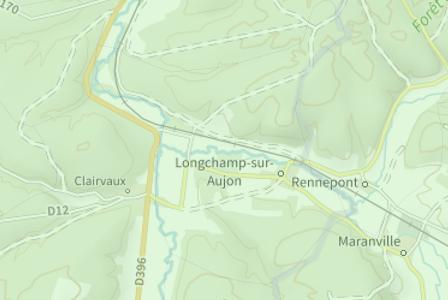 170
Forêt
Longchamp-sur-
Aujon
Clairvaux
Rennepont
D12
Maranville
D396